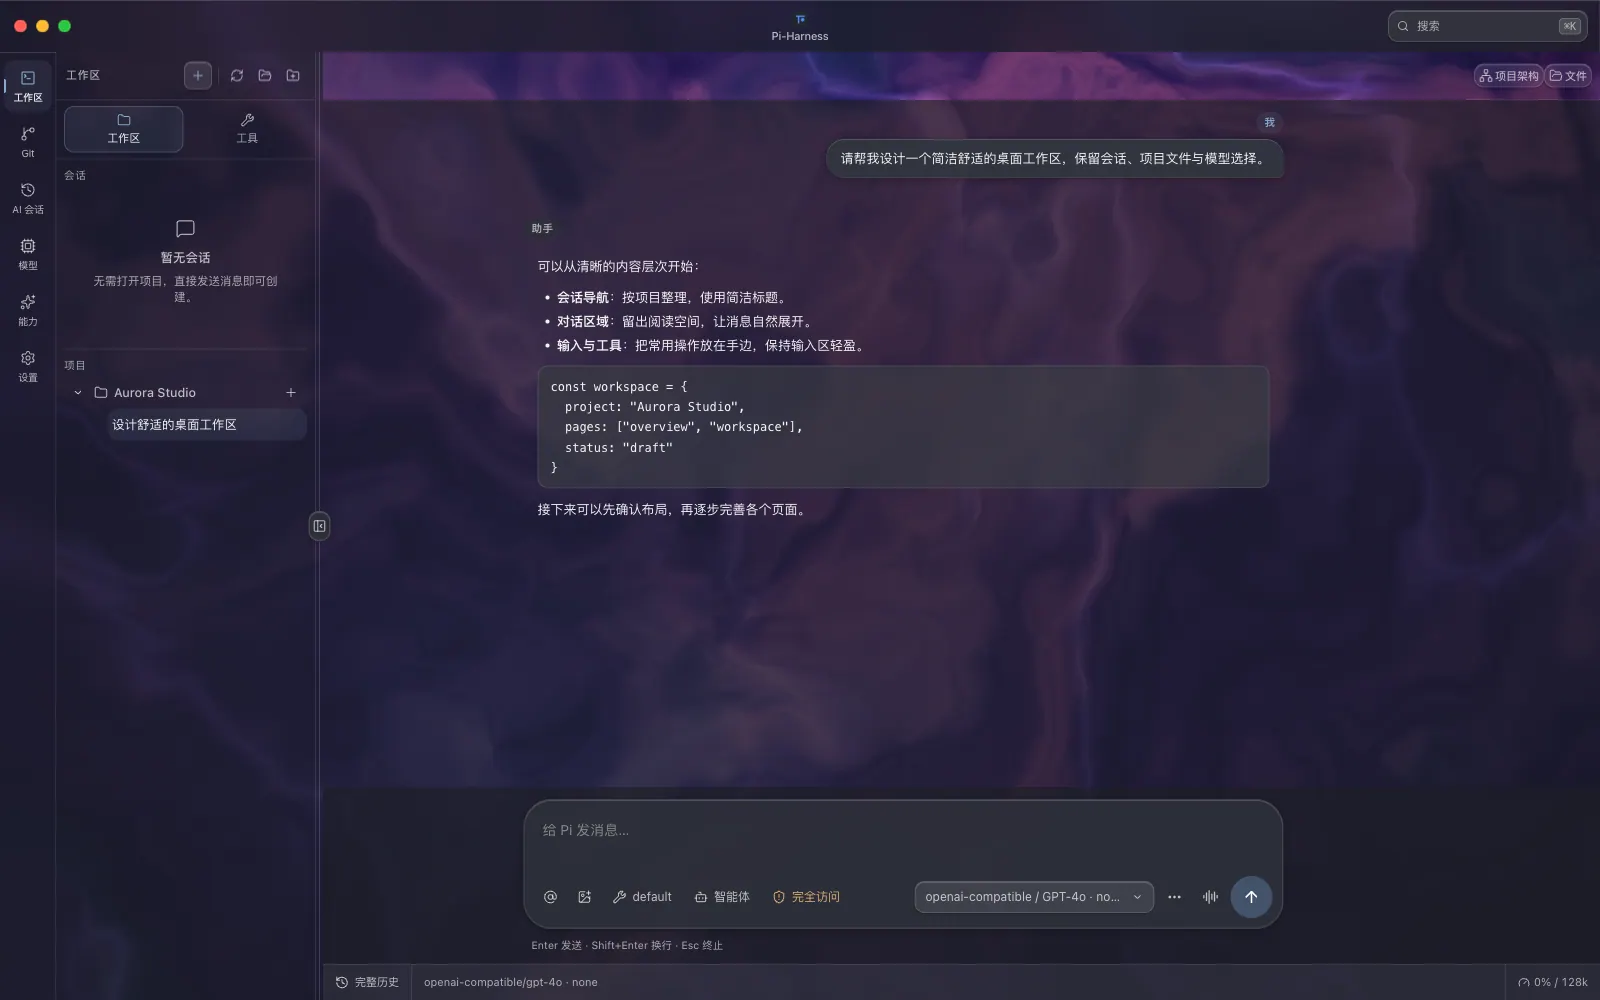 Pi-Harness
搜索
⌘K
工作区
Git
AI 会话
模型
能力
设置
工作区
工作区
工具
会话
暂无会话
无需打开项目，直接发送消息即可创
建。
项目
Aurora Studio
设计舒适的桌面工作区
项目架构
文件
我
请帮我设计一个简洁舒适的桌面工作区，保留会话、项目文件与模型选择。
助手
可以从清晰的内容层次开始：
• 会话导航：按项目整理，使用简洁标题。
• 对话区域：留出阅读空间，让消息自然展开。
• 输入与工具：把常用操作放在手边，保持输入区轻盈。
const workspace = {
  project: "Aurora Studio",
  pages: ["overview", "workspace"],
  status: "draft"
}
接下来可以先确认布局，再逐步完善各个页面。
给 Pi 发消息...
default
智能体
完全访问
openai-compatible / GPT-4o · no...
Enter 发送 · Shift+Enter 换行 · Esc 终止
完整历史
openai-compatible/gpt-4o · none
0% / 128k